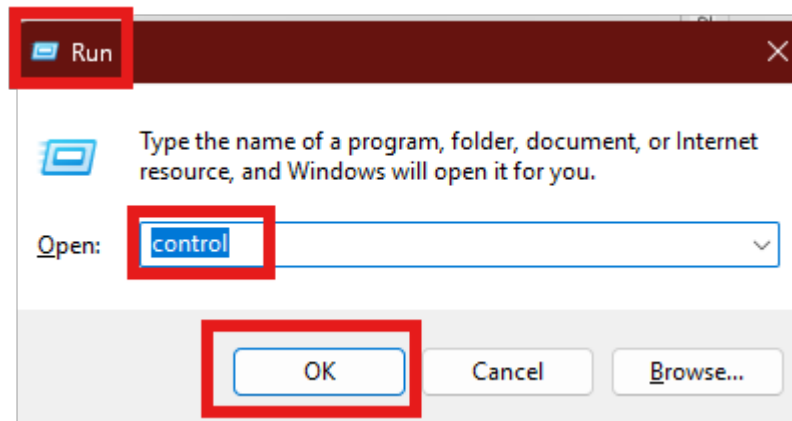 Run
Type the name of a program, folder, document, or Internet
resource, and Windows will open it for you.
Open: control
OK Cancel Browse...